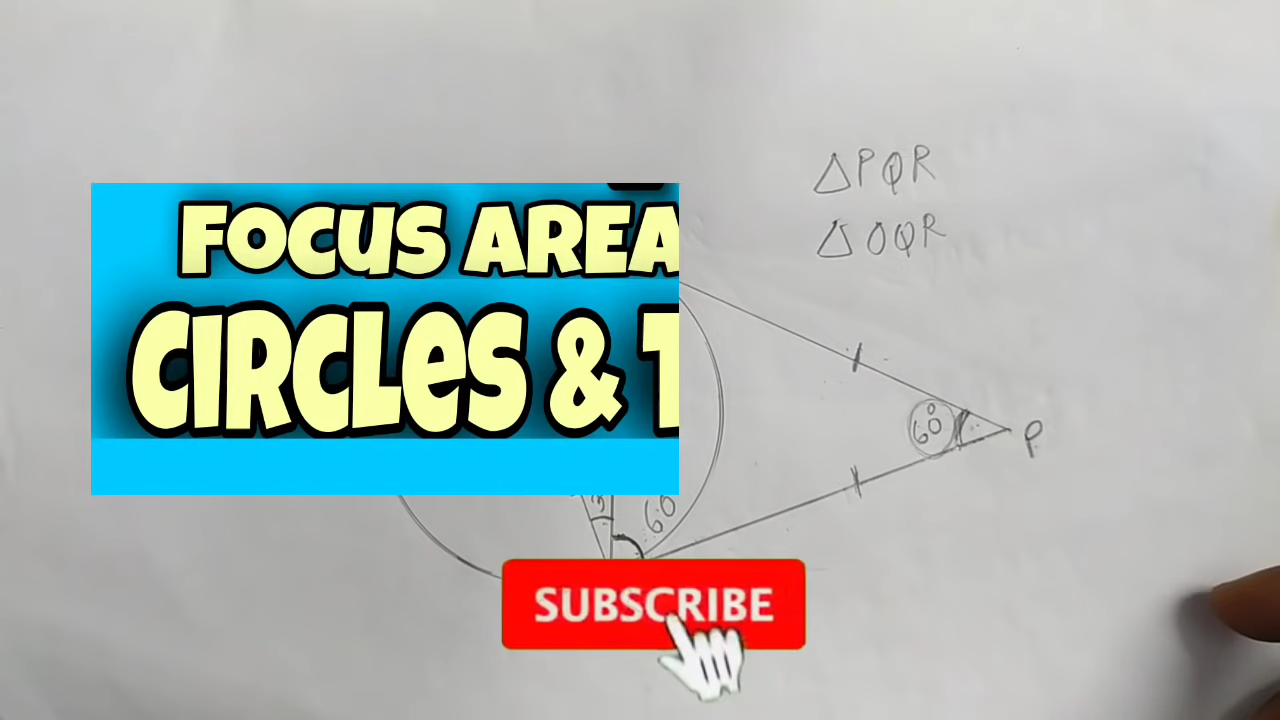 △PQR
△OQR
FOCUS AREA
CIRCLES & T
60°
P
60
SUBSCRIBE